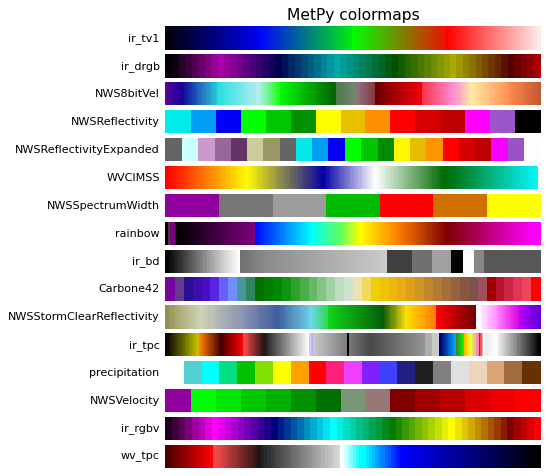 MetPy colormaps
ir_tv1
ir_drgb
NWS8bitVel
NWSReflectivity
NWSReflectivityExpanded
WVCIMSS
NWSSpectrumWidth
rainbow
ir_bd
Carbone42
NWSStormClearReflectivity
ir_tpc
precipitation
NWSVelocity
ir_rgbv
wv_tpc